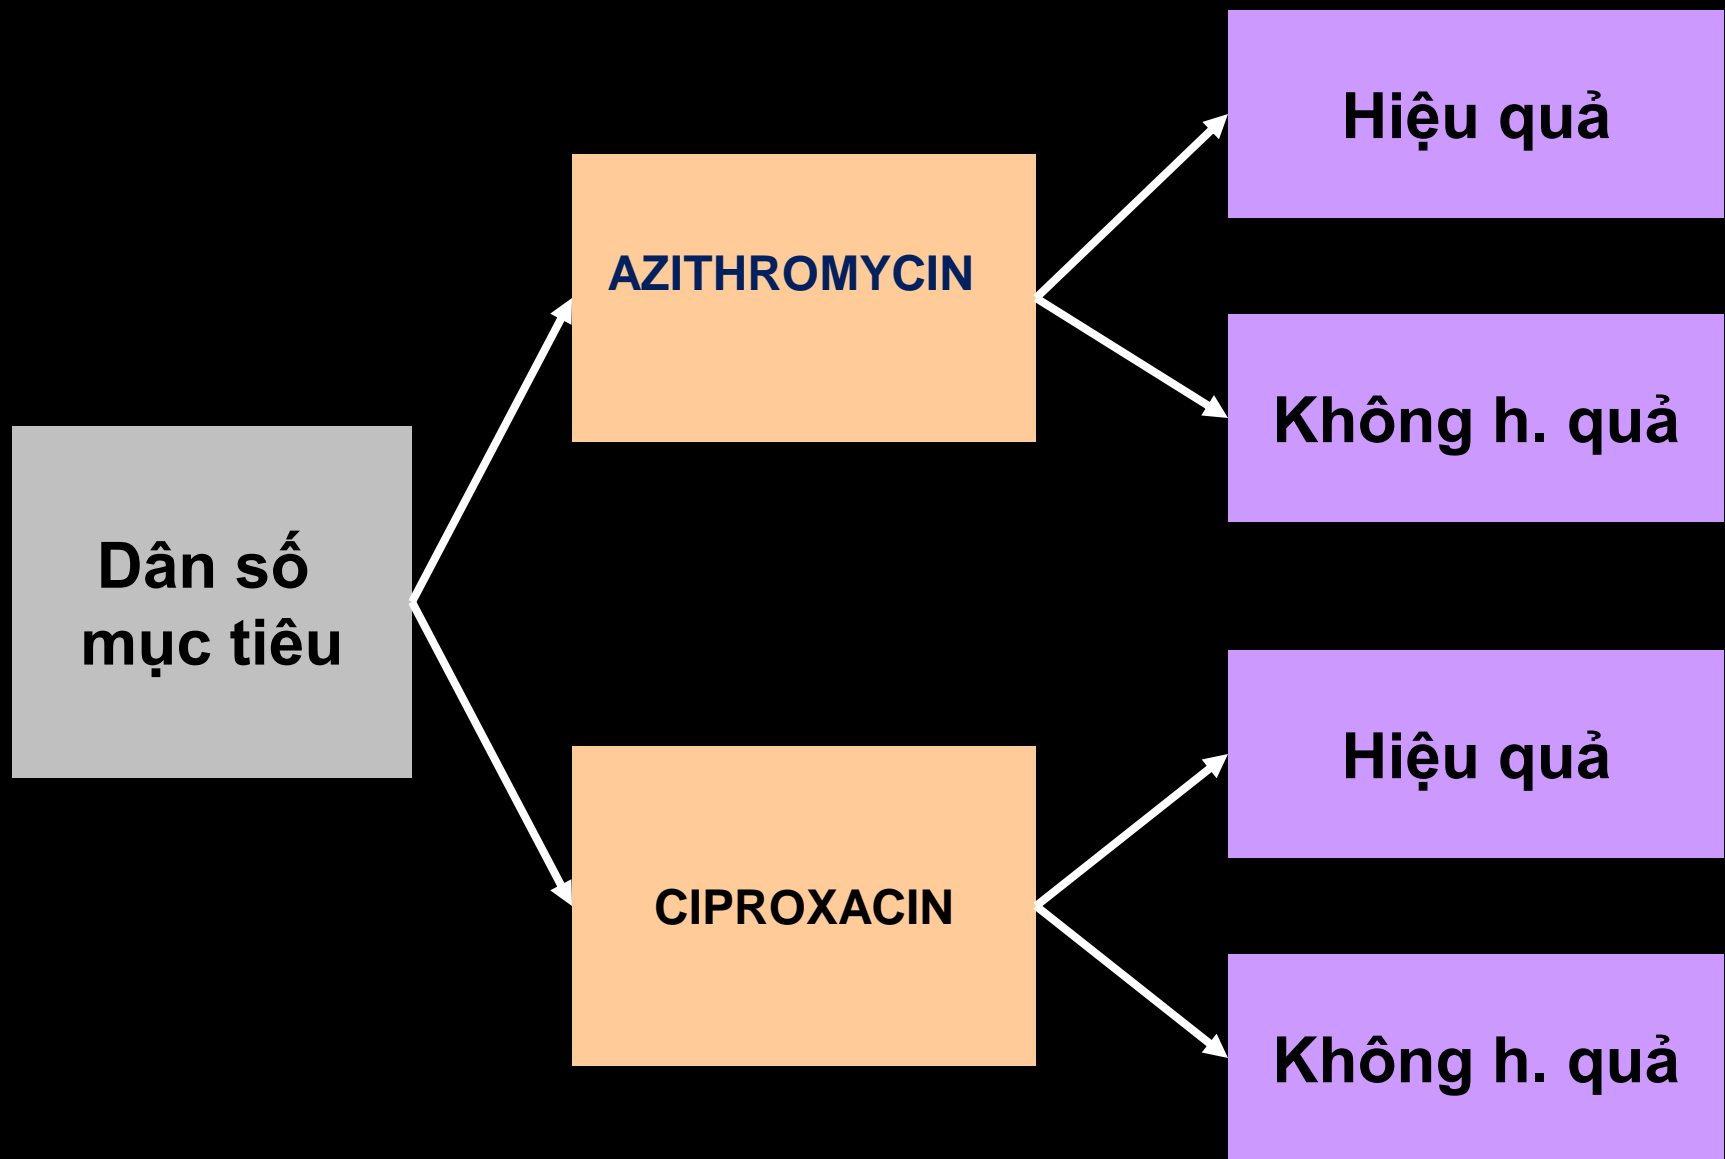 Dân số
mục tiêu
AZITHROMYCIN
CIPROXACIN
Hiệu quả
Không h. quả
Hiệu quả
Không h. quả